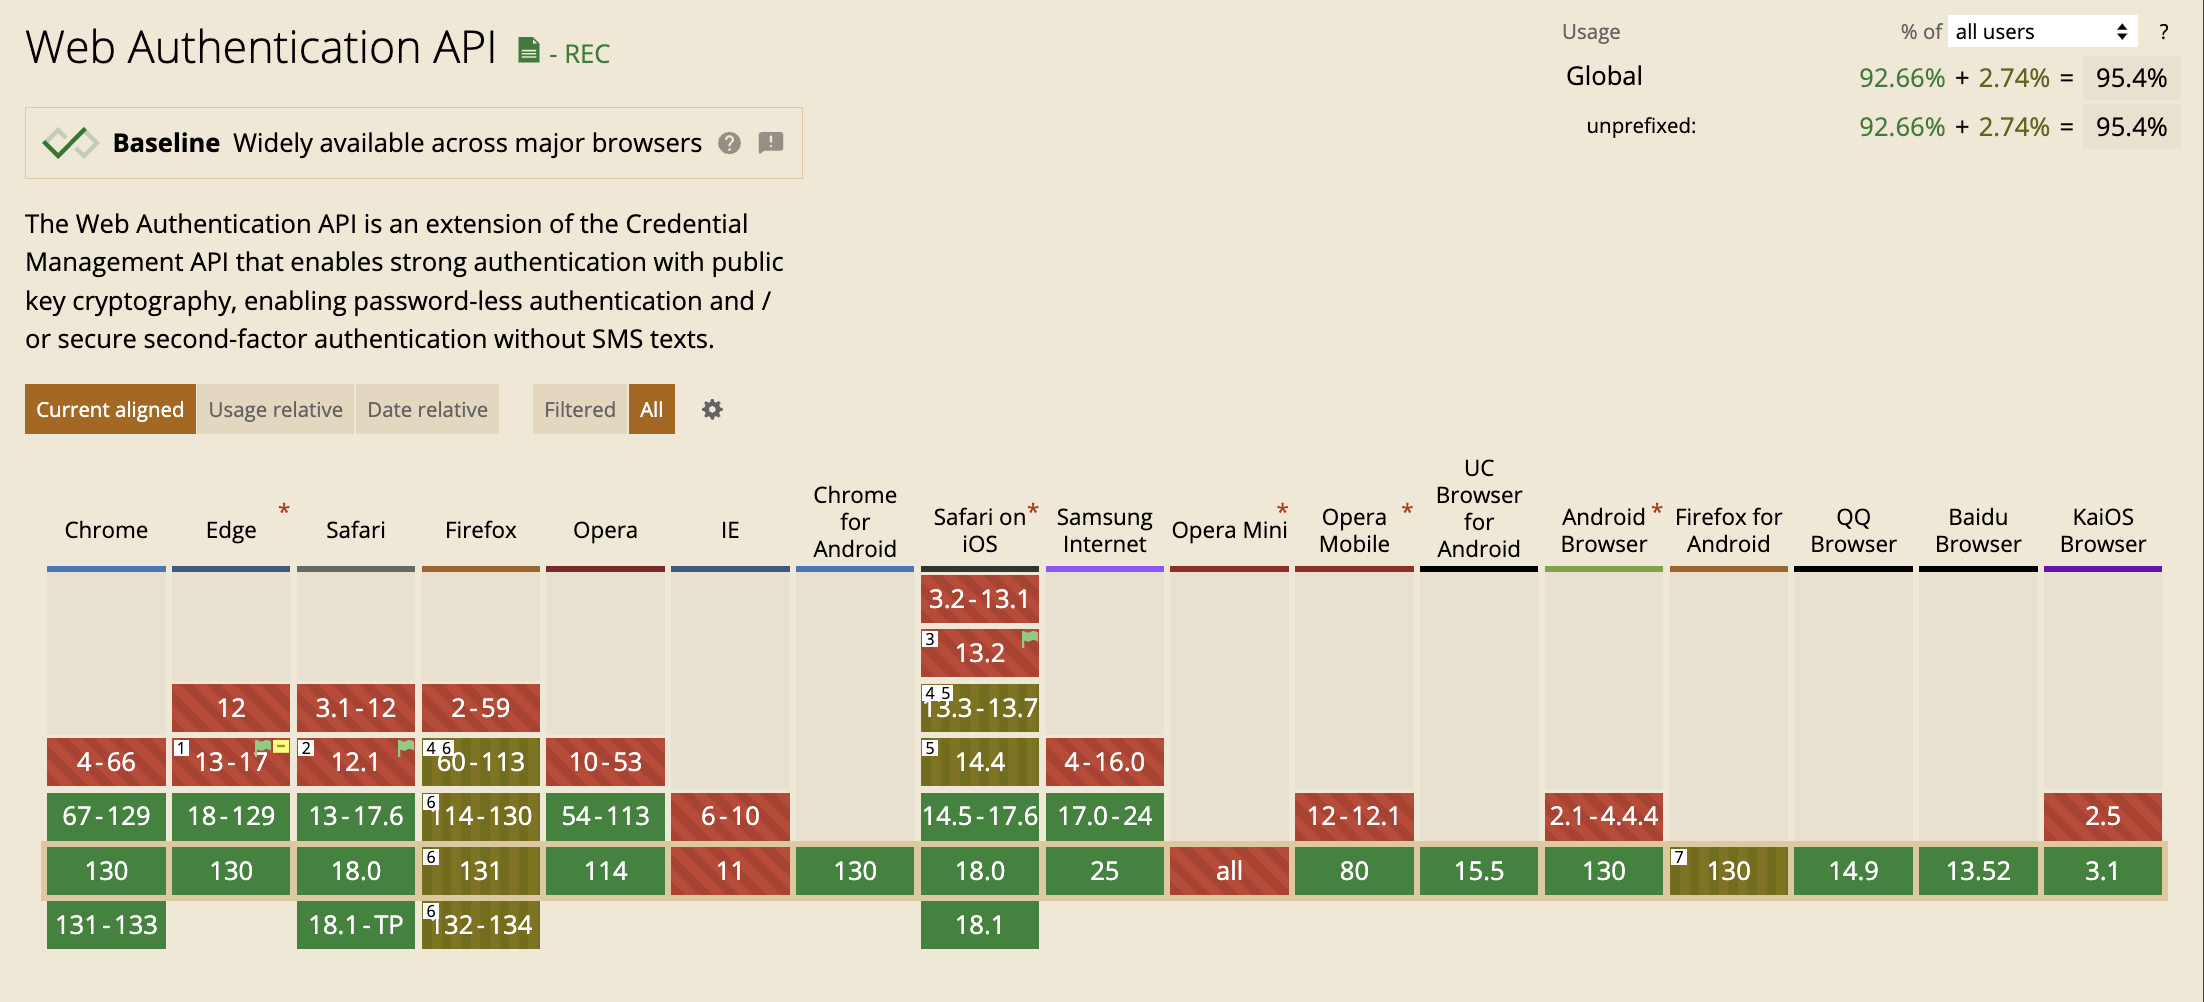 Web Authentication API - REC
Usage % of all users ?
Global 92.66% + 2.74% = 95.4%
unprefixed: 92.66% + 2.74% = 95.4%
Baseline Widely available across major browsers ? !
The Web Authentication API is an extension of the Credential
Management API that enables strong authentication with public
key cryptography, enabling password-less authentication and /
or secure second-factor authentication without SMS texts.
Current aligned Usage relative Date relative Filtered All
Chrome
4-66
67-129
130
131-133
Edge *
12
1 13-17
18-129
130
Safari
3.1-12
2 12.1
13-17.6
18.0
18.1-TP
Firefox
2-59
4 6 60-113
6 114-130
6 131
6 132-134
Opera
10-53
54-113
114
IE
6-10
11
Chrome
for
Android
130
Safari on *
iOS
3.2-13.1
3 13.2
4 5 13.3-13.7
5 14.4
14.5-17.6
18.0
18.1
Samsung
Internet
4-16.0
17.0-24
25
Opera Mini *
all
Opera *
Mobile
12-12.1
80
UC
Browser
for
Android
15.5
Android *
Browser
2.1-4.4.4
130
Firefox for
Android
7 130
QQ
Browser
14.9
Baidu
Browser
13.52
KaiOS
Browser
2.5
3.1